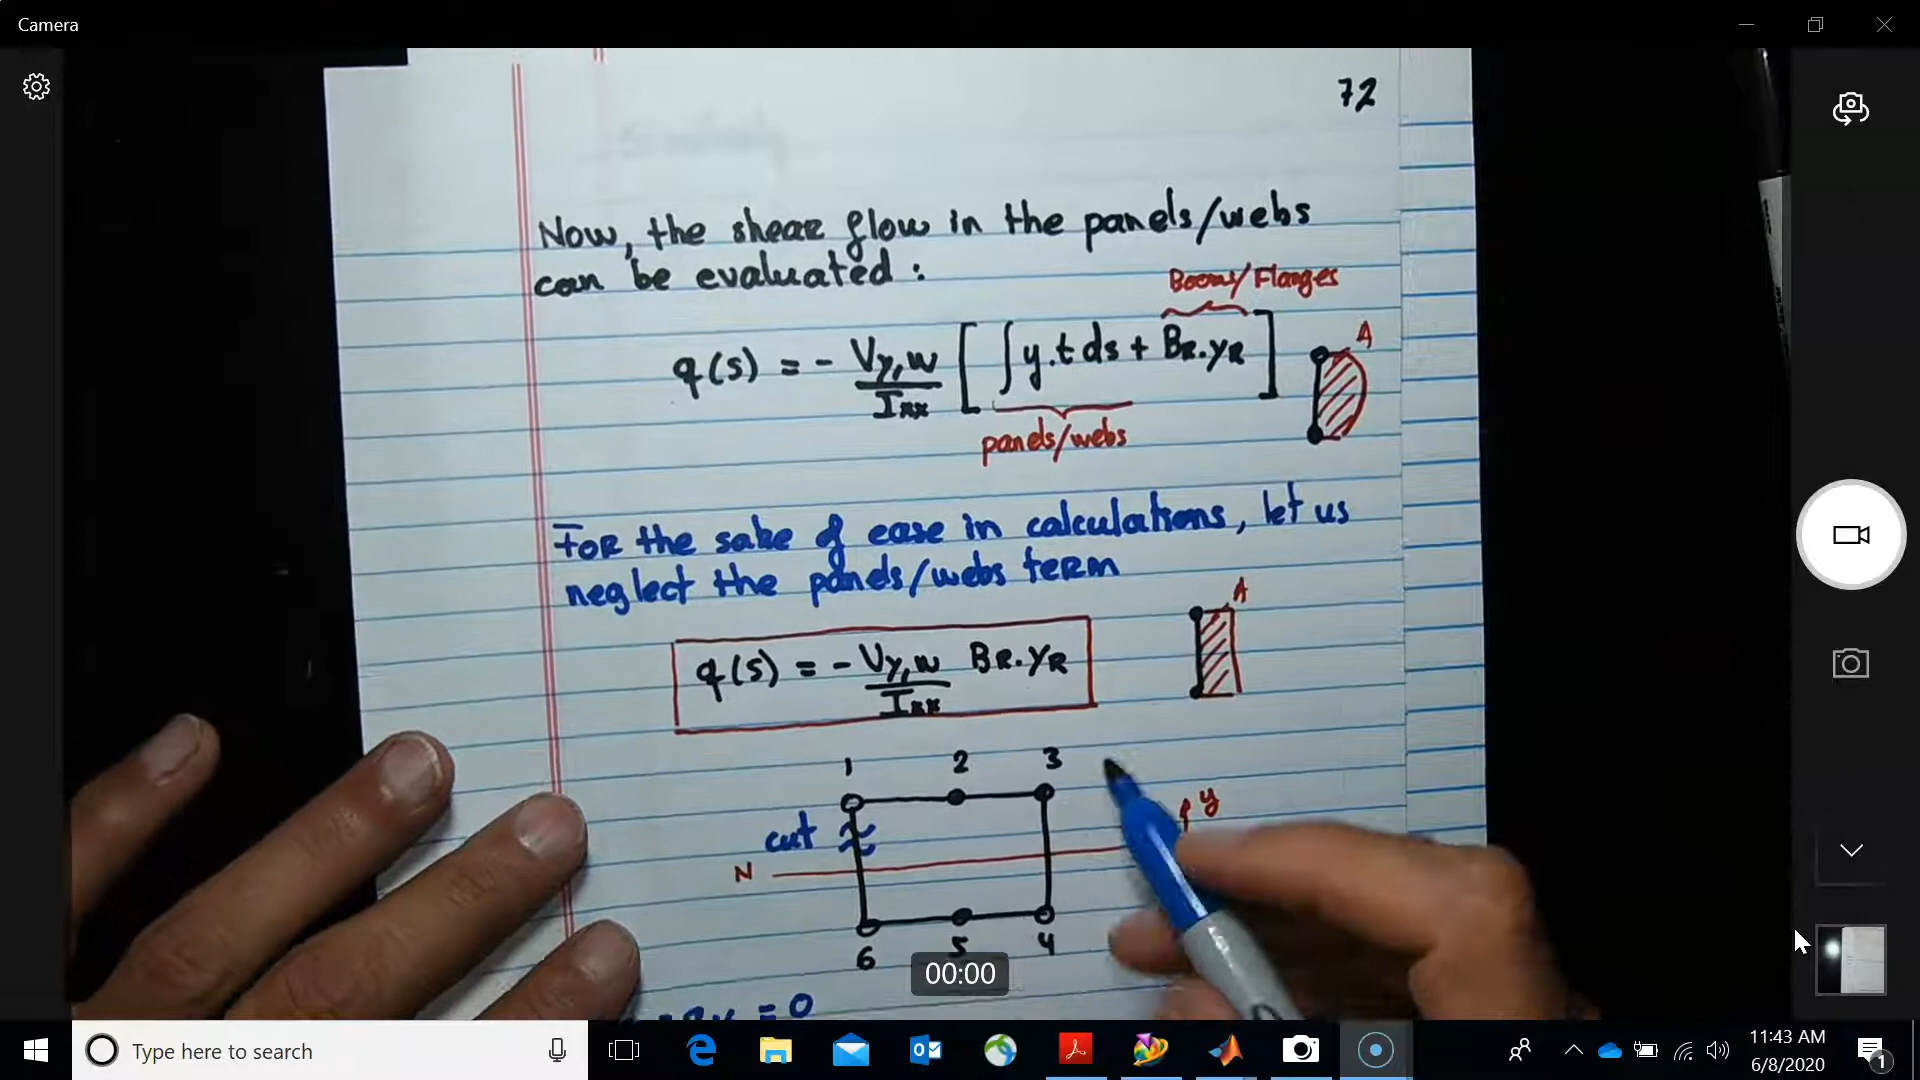 Camera
72
Now, the shear flow in the panels/webs
can be evaluated :
Booms/Flanges
q(s) = - Vy,w / Ixx [ ∫ y.t ds + BR.yR ]
A
panels/webs
For the sake of ease in calculations, let us
neglect the panels/webs term
A
q(s) = - Vy,w / Ixx BR.yR
1 2 3
y
cut
N
6 5 4
00:00
= 0
Type here to search
11:43 AM
6/8/2020
1